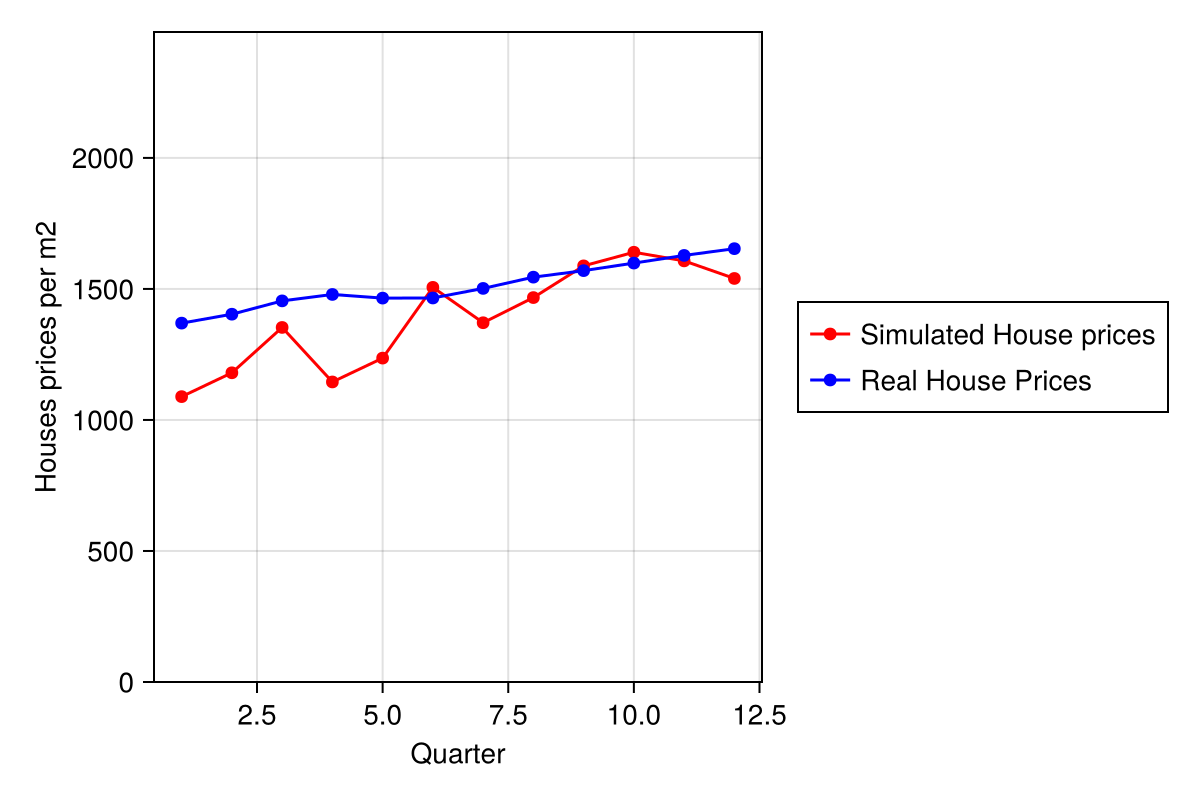 2000
1500
1000
500
0
Houses prices per m2
2.5 5.0 7.5 10.0 12.5
Quarter
Simulated House prices
Real House Prices